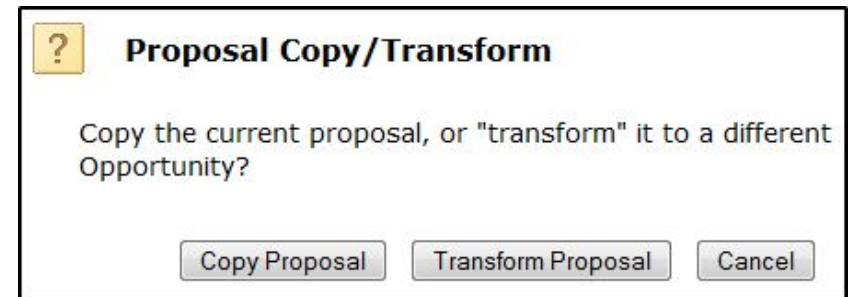 ?
Proposal Copy/Transform
Copy the current proposal, or "transform" it to a different
Opportunity?
Copy Proposal Transform Proposal Cancel